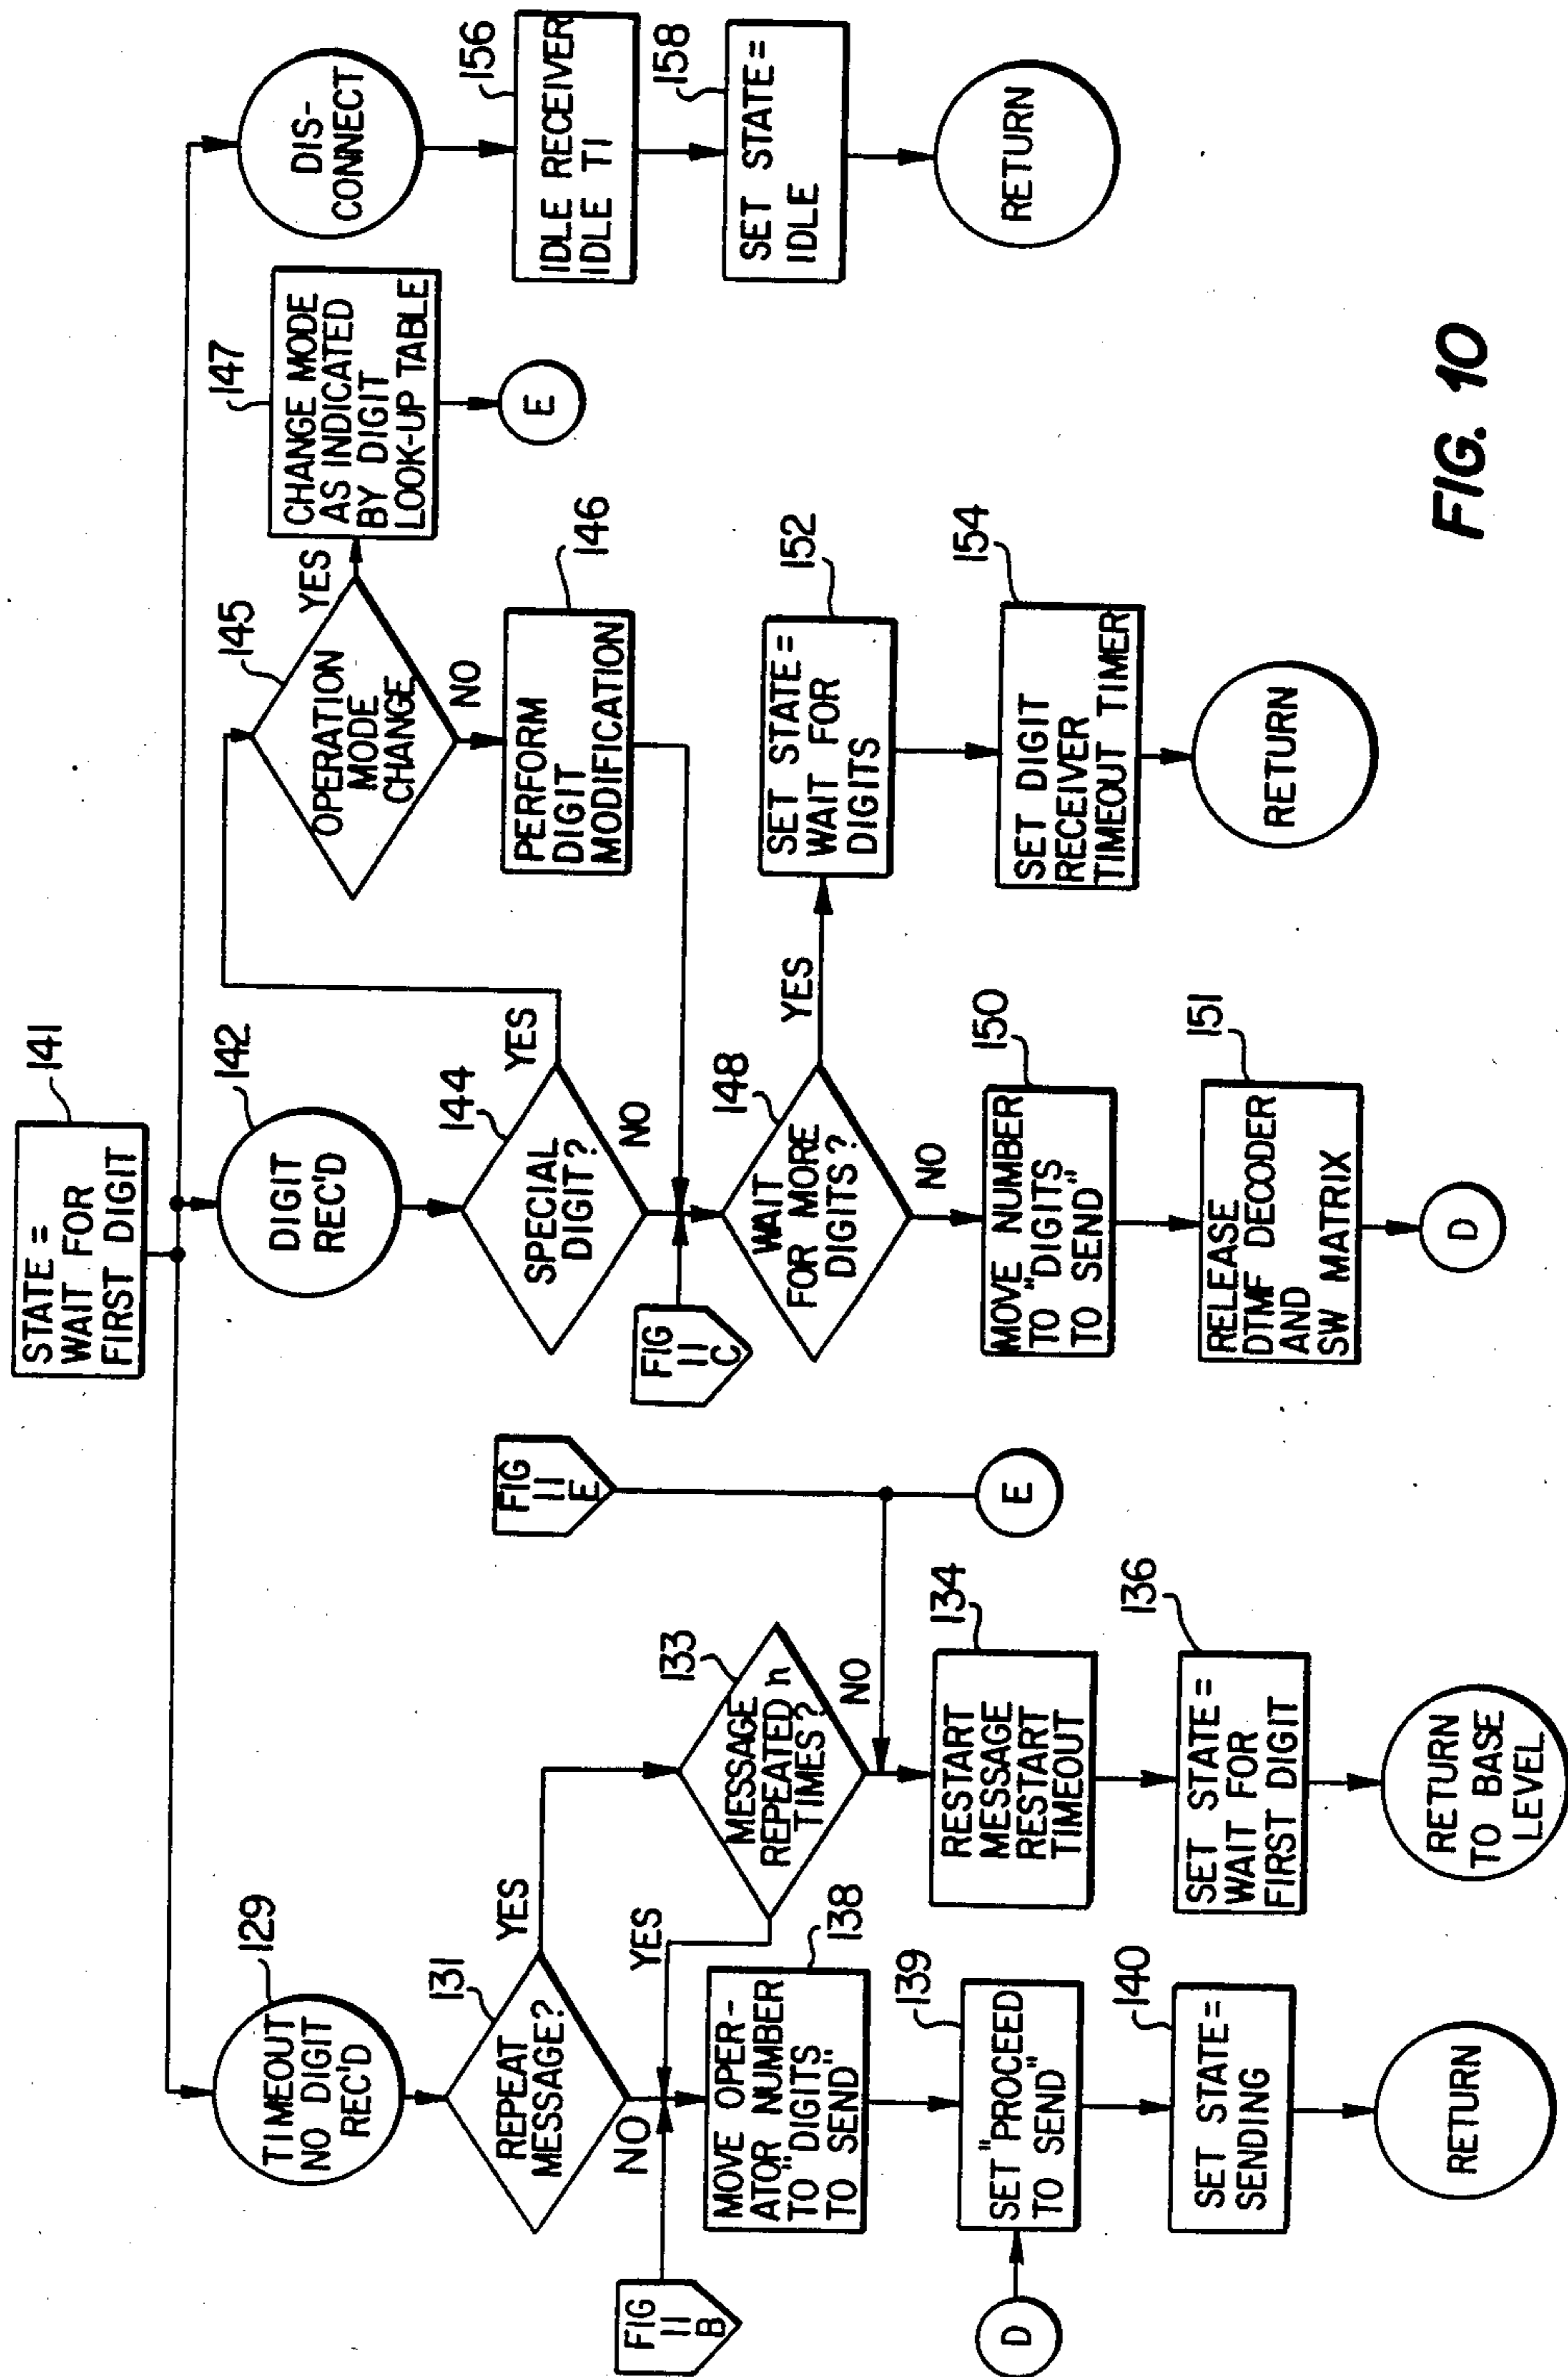 STATE =
WAIT FOR
FIRST DIGIT
141
TIMEOUT
NO DIGIT
REC'D
129
REPEAT
MESSAGE?
131
YES
NO
FIG
11
B
MESSAGE
REPEATED n
TIMES?
133
YES
NO
MOVE OPER-
ATOR NUMBER
TO "DIGITS
TO SEND"
138
SET "PROCEED
TO SEND"
139
D
SET STATE =
SENDING
140
RETURN
FIG
11
E
E
RESTART
MESSAGE
RESTART
TIMEOUT
134
SET STATE =
WAIT FOR
FIRST DIGIT
136
RETURN
TO BASE
LEVEL
DIGIT
REC'D
142
SPECIAL
DIGIT?
144
YES
NO
FIG
11
C
WAIT
FOR MORE
DIGITS?
148
YES
NO
MOVE NUMBER
TO "DIGITS
TO SEND"
150
RELEASE
DTMF DECODER
AND
SW MATRIX
151
D
OPERATION
MODE
CHANGE
145
YES
NO
CHANGE MODE
AS INDICATED
BY DIGIT
LOOK-UP TABLE
147
E
PERFORM
DIGIT
MODIFICATION
146
SET STATE =
WAIT FOR
DIGITS
152
SET DIGIT
RECEIVER
TIMEOUT TIMER
154
RETURN
DIS-
CONNECT
IDLE RECEIVER
IDLE TI
156
SET STATE =
IDLE
158
RETURN
FIG. 10